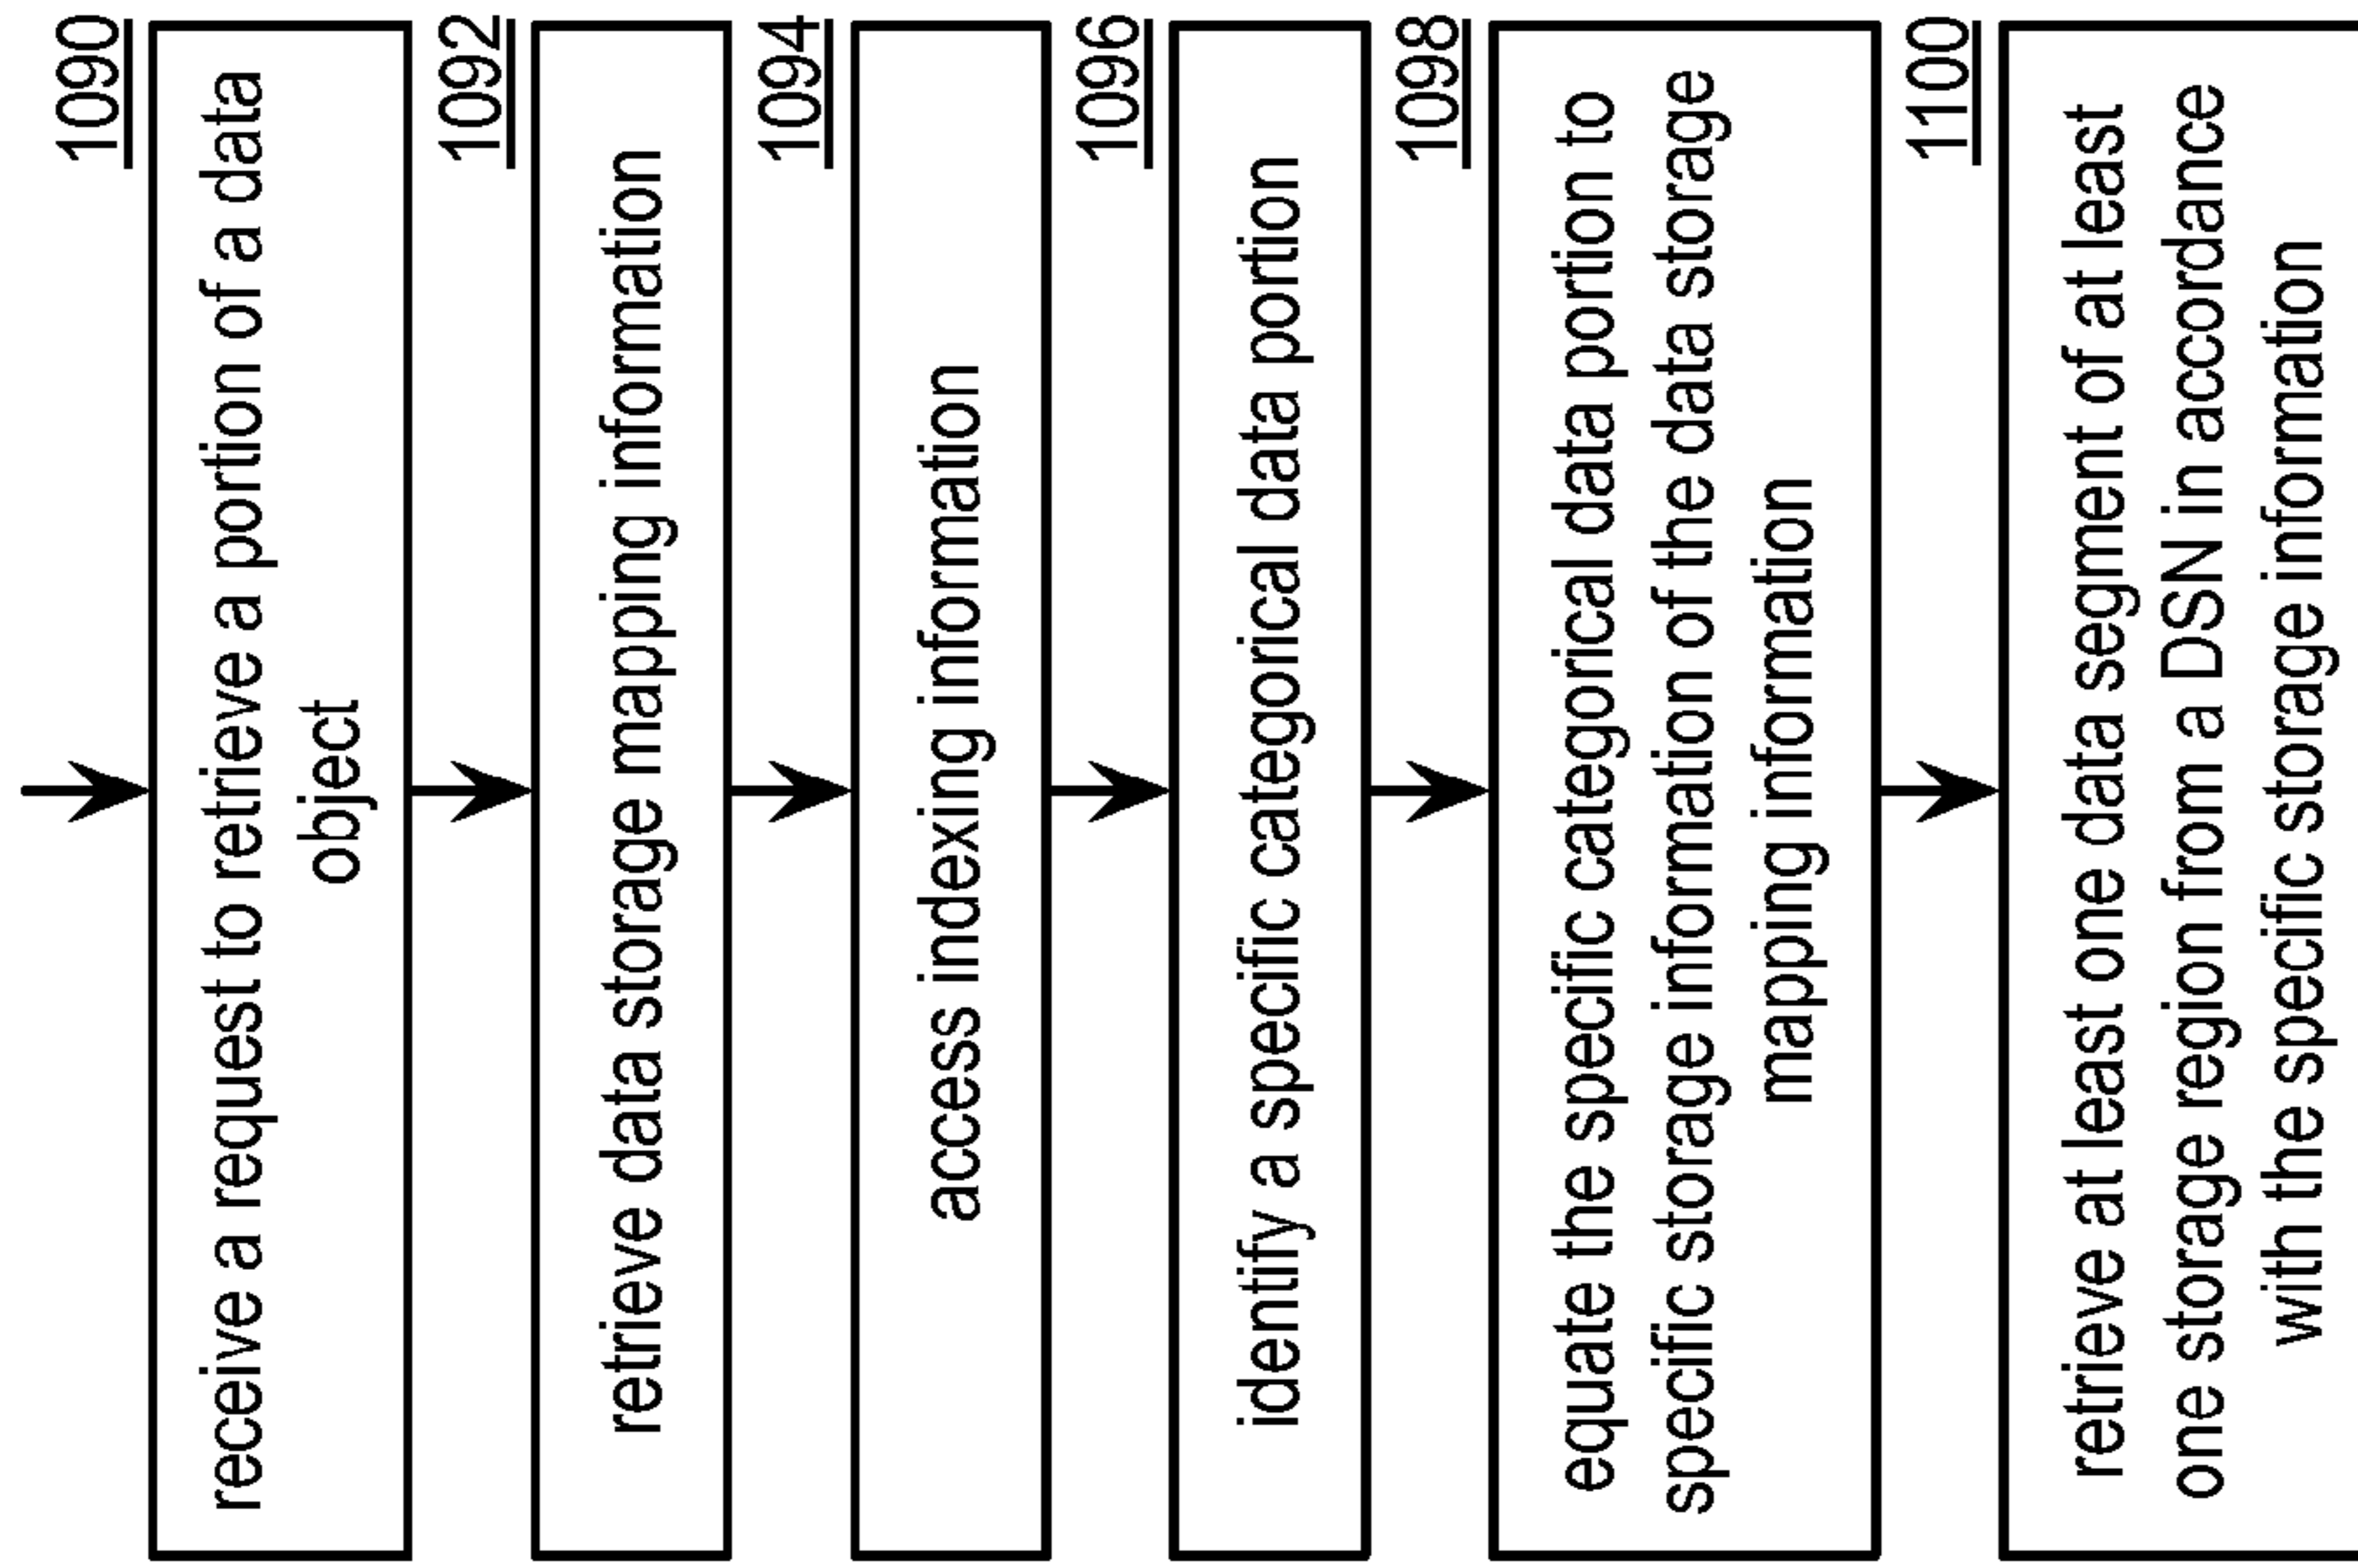 1090
receive a request to retrieve a portion of a data
object
1092
retrieve data storage mapping information
1094
access indexing information
1096
identify a specific categorical data portion
1098
equate the specific categorical data portion to
specific storage information of the data storage
mapping information
1100
retrieve at least one data segment of at least
one storage region from a DSN in accordance
with the specific storage information